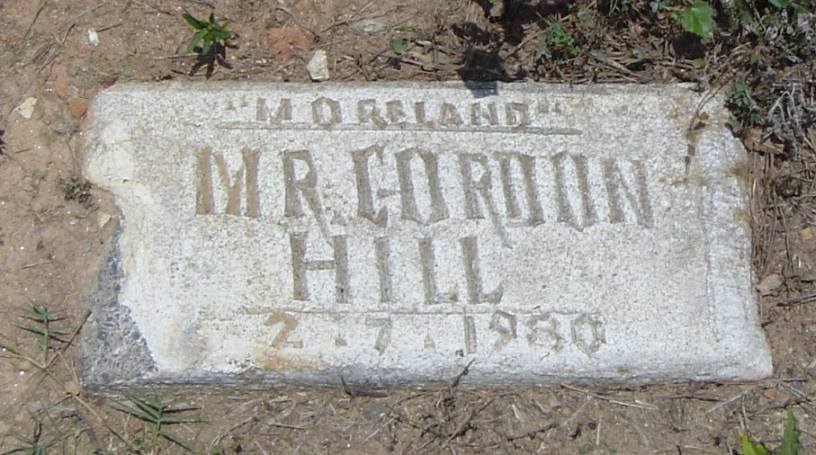 "MORELAND"
MR. GORDON
HILL
2.7.1980